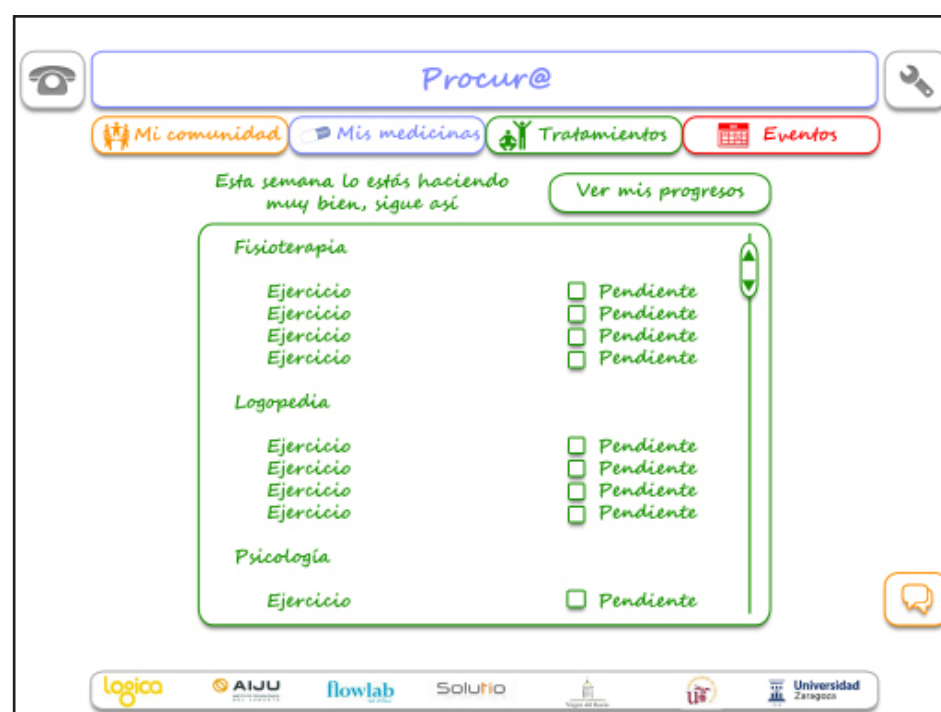 Procur@
Mi comunidad
Mis medicinas
Tratamientos
Eventos
Esta semana lo estás haciendo
muy bien, sigue así
Ver mis progresos
Fisioterapia
Ejercicio Pendiente
Ejercicio Pendiente
Ejercicio Pendiente
Ejercicio Pendiente
Logopedia
Ejercicio Pendiente
Ejercicio Pendiente
Ejercicio Pendiente
Ejercicio Pendiente
Psicología
Ejercicio Pendiente
logica
AIJU
flowlab
Solutio
Universidad
Zaragoza